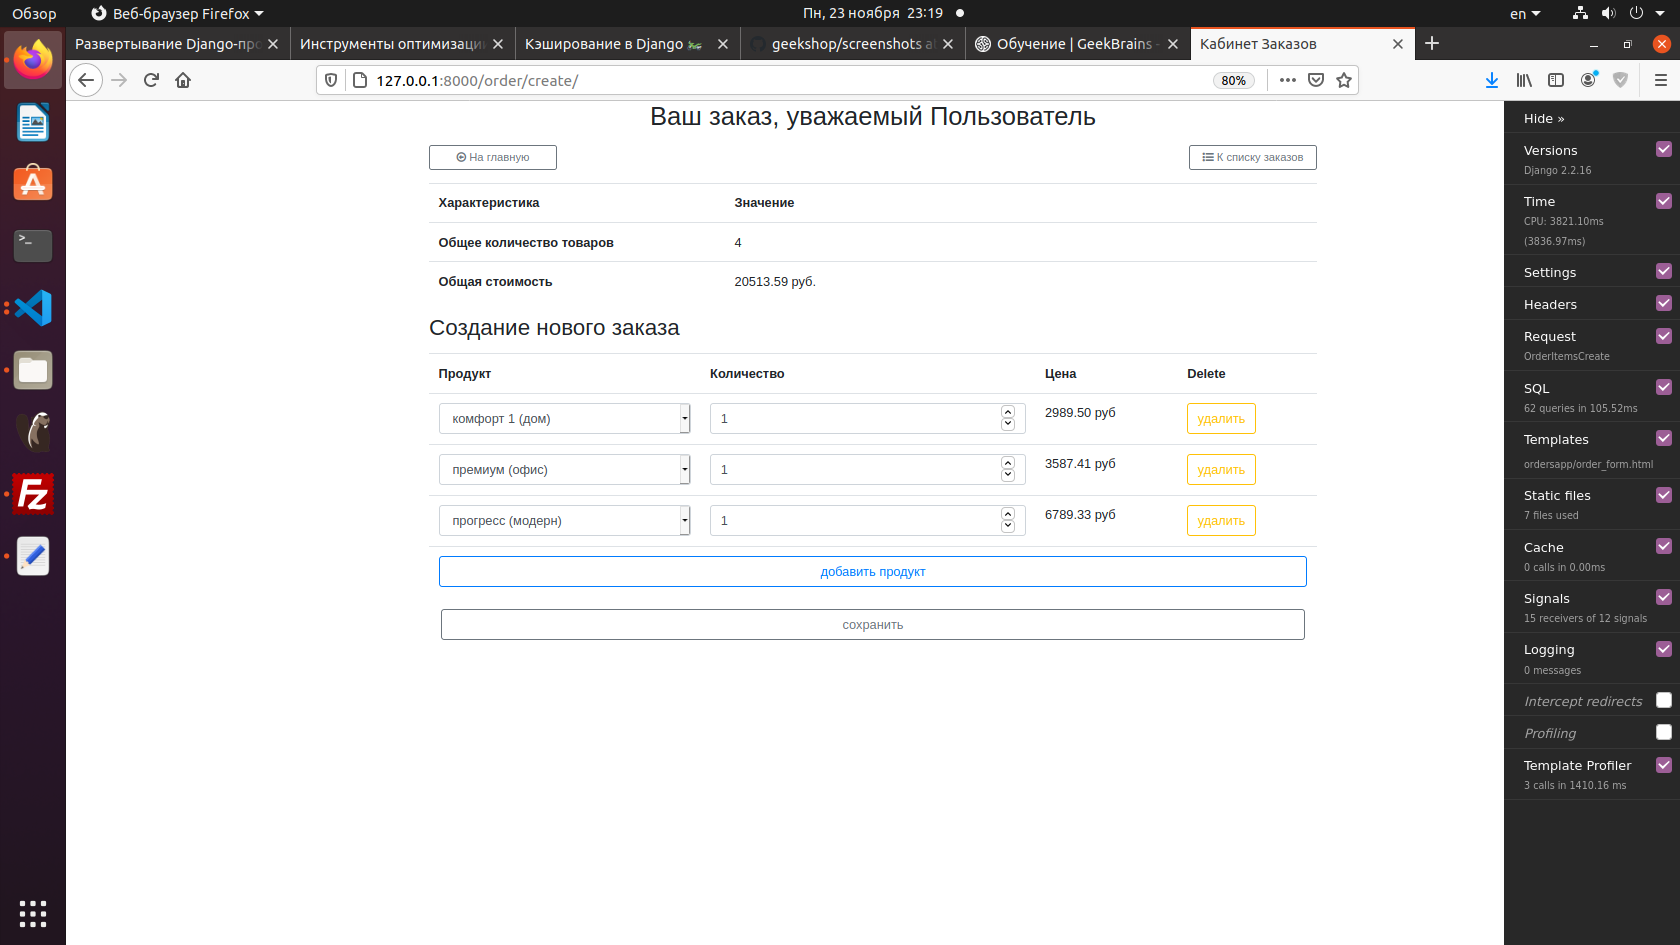 Обзор
Веб-браузер Firefox
Пн, 23 ноября 23:19
en
Развертывание Django-про
Инструменты оптимизации
Кэширование в Django
geekshop/screenshots a
Обучение | GeekBrains -
Кабинет Заказов
127.0.0.1:8000/order/create/
80%
Ваш заказ, уважаемый Пользователь
На главную
К списку заказов
Характеристика Значение
Общее количество товаров 4
Общая стоимость 20513.59 руб.
Создание нового заказа
Продукт Количество Цена Delete
комфорт 1 (дом) 1 2989.50 руб удалить
премиум (офис) 1 3587.41 руб удалить
прогресс (модерн) 1 6789.33 руб удалить
добавить продукт
сохранить
Hide »
Versions
Django 2.2.16
Time
CPU: 3821.10ms
(3836.97ms)
Settings
Headers
Request
OrderItemsCreate
SQL
62 queries in 105.52ms
Templates
ordersapp/order_form.html
Static files
7 files used
Cache
0 calls in 0.00ms
Signals
15 receivers of 12 signals
Logging
0 messages
Intercept redirects
Profiling
Template Profiler
3 calls in 1410.16 ms